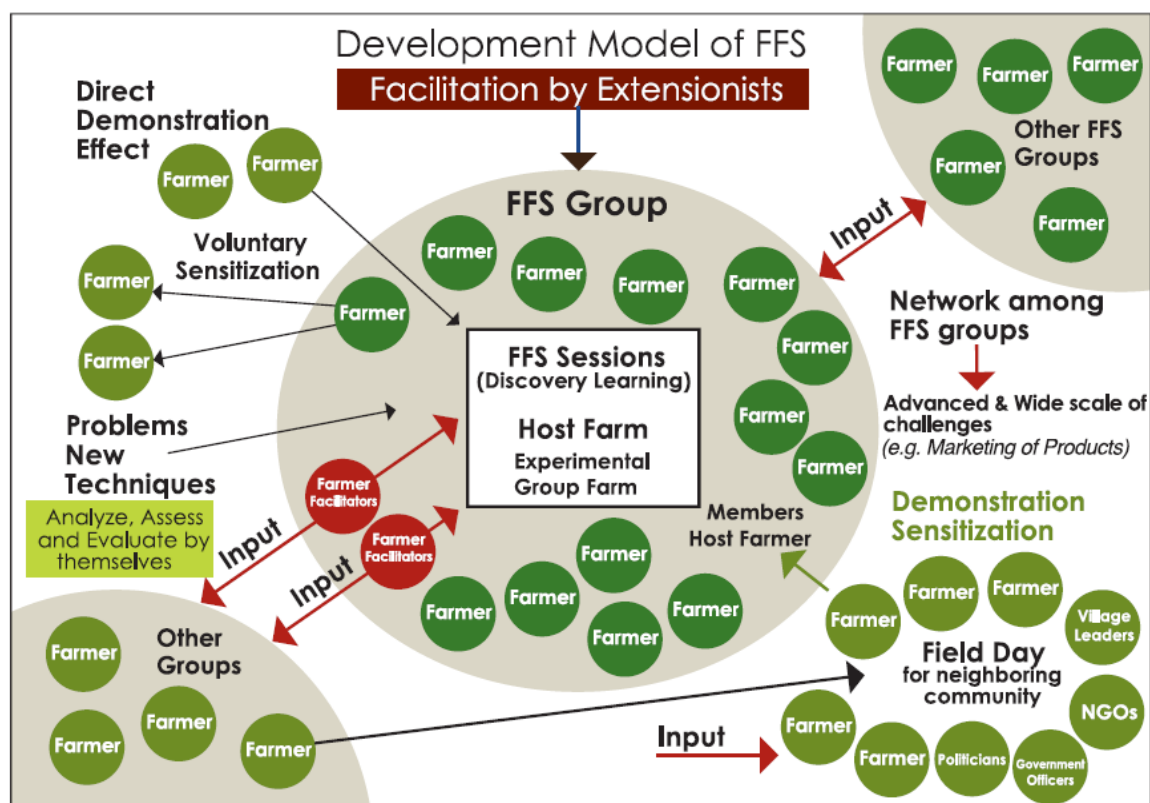 Development Model of FFS
Facilitation by Extensionists
Direct
Demonstration
Effect
Farmer
Farmer
Voluntary
Sensitization
Farmer
Farmer
Farmer
Problems
New
Techniques
Analyze, Assess
and Evaluate by
themselves
FFS Group
Farmer
Farmer
Farmer
Farmer
Farmer
Farmer
Farmer
FFS Sessions
(Discovery Learning)
Host Farm
Experimental
Group Farm
Farmer
Facilitators
Farmer
Facilitators
Input
Input
Members
Host Farmer
Farmer
Farmer
Farmer
Farmer
Farmer
Farmer
Farmer
Farmer
Farmer
Other FFS
Groups
Farmer
Input
Network among
FFS groups
Advanced & Wide scale of
challenges
(e.g. Marketing of Products)
Demonstration
Sensitization
Farmer
Farmer
Farmer
Village
Leaders
Field Day
for neighboring
community
NGOs
Farmer
Farmer
Politicians
Government
Officers
Input
Farmer
Other
Groups
Farmer
Farmer
Farmer